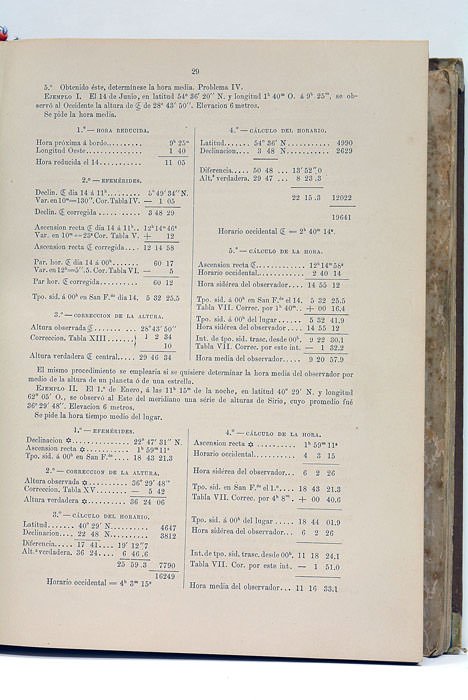 29
5.° Obtenido éste, determínese la hora media. Problema IV.
EJEMPLO I. El 14 de Junio, en latitud 54° 36' 20'' N. y longitud 1ʰ 40ᵐ O. á 9ʰ 25ᵐ, se ob-
servó al Occidente la altura de ☾ de 28° 43' 50''. Elevacion 6 metros.
Se pide la hora media.
1.°—HORA REDUCIDA.
Hora próxima á bordo.......... 9ʰ 25ᵐ
Longitud Oeste................ 1 40
Hora reducida el 14........... 11 05
2.°—EFEMÉRIDES.
Declin. ☾ día 14 á 11ʰ........ 5° 49' 34'' N.
Var. en 10ᵐ=130''. Cor. Tabla IV. — 1 05
Declin. ☾ corregida ........ 3 48 29
Ascension recta ☾ dia 14 á 11ʰ.. 12ʰ 14ᵐ 46ˢ
Var. en 10ᵐ=23ˢ Cor. Tabla V. + 12
Ascension recta ☾ corregida.... 12 14 58
Par. hor. ☾ dia 14 á 00ʰ....... 60 17
Var. en 12ʰ=5''.5. Cor. Tabla VI. — 5
Par hor. ☾ corregida.......... 60 12
Tpo. sid. á 00ʰ en San F.ᵈᵒ dia 14. 5 32 25.5
3.°—CORRECCION DE LA ALTURA.
Altura observada ☾........ 28° 43' 50''
Correccion. Tabla XIII....... { 1 2 34
10
Altura verdadera ☾ central.... 29 46 34
4.°—CÁLCULO DEL HORARIO.
Latitud....... 54° 36' N........... 4990
Declinacion... 3 48 N........... 2629
Diferencia..... 50 48 ... 13' 52''.0
Alt.ᵃ verdadera. 29 47 ... 8 23.3
22 15.3 12022
19641
Horario occidental ☾ = 2ʰ 40ᵐ 14ˢ.
5.°—CÁLCULO DE LA HORA.
Ascension recta ☾............. 12ʰ 14ᵐ 58ˢ
Horario occidental............. 2 40 14
Hora sidérea del observador.... 14 55 12
Tpo. sid. á 00ʰ en San F.ᵈᵒ el 14. 5 32 25.5
Tabla VII. Correc. por 1ʰ 40ᵐ.. + 00 16.4
Tpo. sid. á 00ʰ del lugar ...... 5 32 41.9
Hora sidérea del observador.... 14 55 12
Int. de tpo. sid. trasc. desde 00ʰ. 9 22 30.1
Tabla VII. Correc. por este int. — 1 32.2
Hora media del observador..... 9 20 57.9
El mismo procedimiento se emplearia si se quisiere determinar la hora media del observador por
medio de la altura de un planeta ó de una estrella.
EJEMPLO II. El 1.° de Enero, á las 11ʰ 15ᵐ de la noche, en latitud 40° 29' N. y longitud
62° 05' O., se observó al Este del meridiano una série de alturas de Sirio, cuyo promedio fué
36° 29' 48''. Elevacion 6 metros.
Se pide la hora tiempo medio del lugar.
1.°—EFEMÉRIDES.
Declinacion ✡................ 22° 47' 31'' N.
Ascension recta ✡............ 1ʰ 59ᵐ 11ˢ
Tpo. sid. á 00ʰ en San F.ᵈᵒ .... 18 43 21.3
2.°—CORRECCION DE LA ALTURA.
Altura observada ✡........... 36° 29' 48''
Correccion. Tabla XV........ — 5 42
Altura verdadera ✡.......... 36 24 06
3.°—CÁLCULO DEL HORARIO.
Latitud....... 40° 29' N........... 4647
Declinacion.... 22 48 N........... 3812
Diferencia..... 17 41.... 19' 12''.7
Alt.ᵃ verdadera. 36 24.... 6 46.6
25 59.3 7790
16249
Horario occidental = 4ʰ 3ᵐ 15ˢ
4.°—CÁLCULO DE LA HORA.
Ascension recta ✡............ 1ʰ 59ᵐ 11ˢ
Horario occidental............ 4 3 15
Hora sidérea del observador... 6 2 26
Tpo. sid. en San F.ᵈᵒ el 1.°..... 18 43 21.3
Tabla VII. Correc. por 4ʰ 8ᵐ . + 00 40.6
Tpo. sid. á 00ʰ del lugar ..... 18 44 01.9
Hora sidérea del observador... 6 2 26
Int. de tpo. sid. trasc. desde 00ʰ. 11 18 24.1
Tabla VII. Cor. por este int.. — 1 51.0
Hora media del observador.... 11 16 33.1